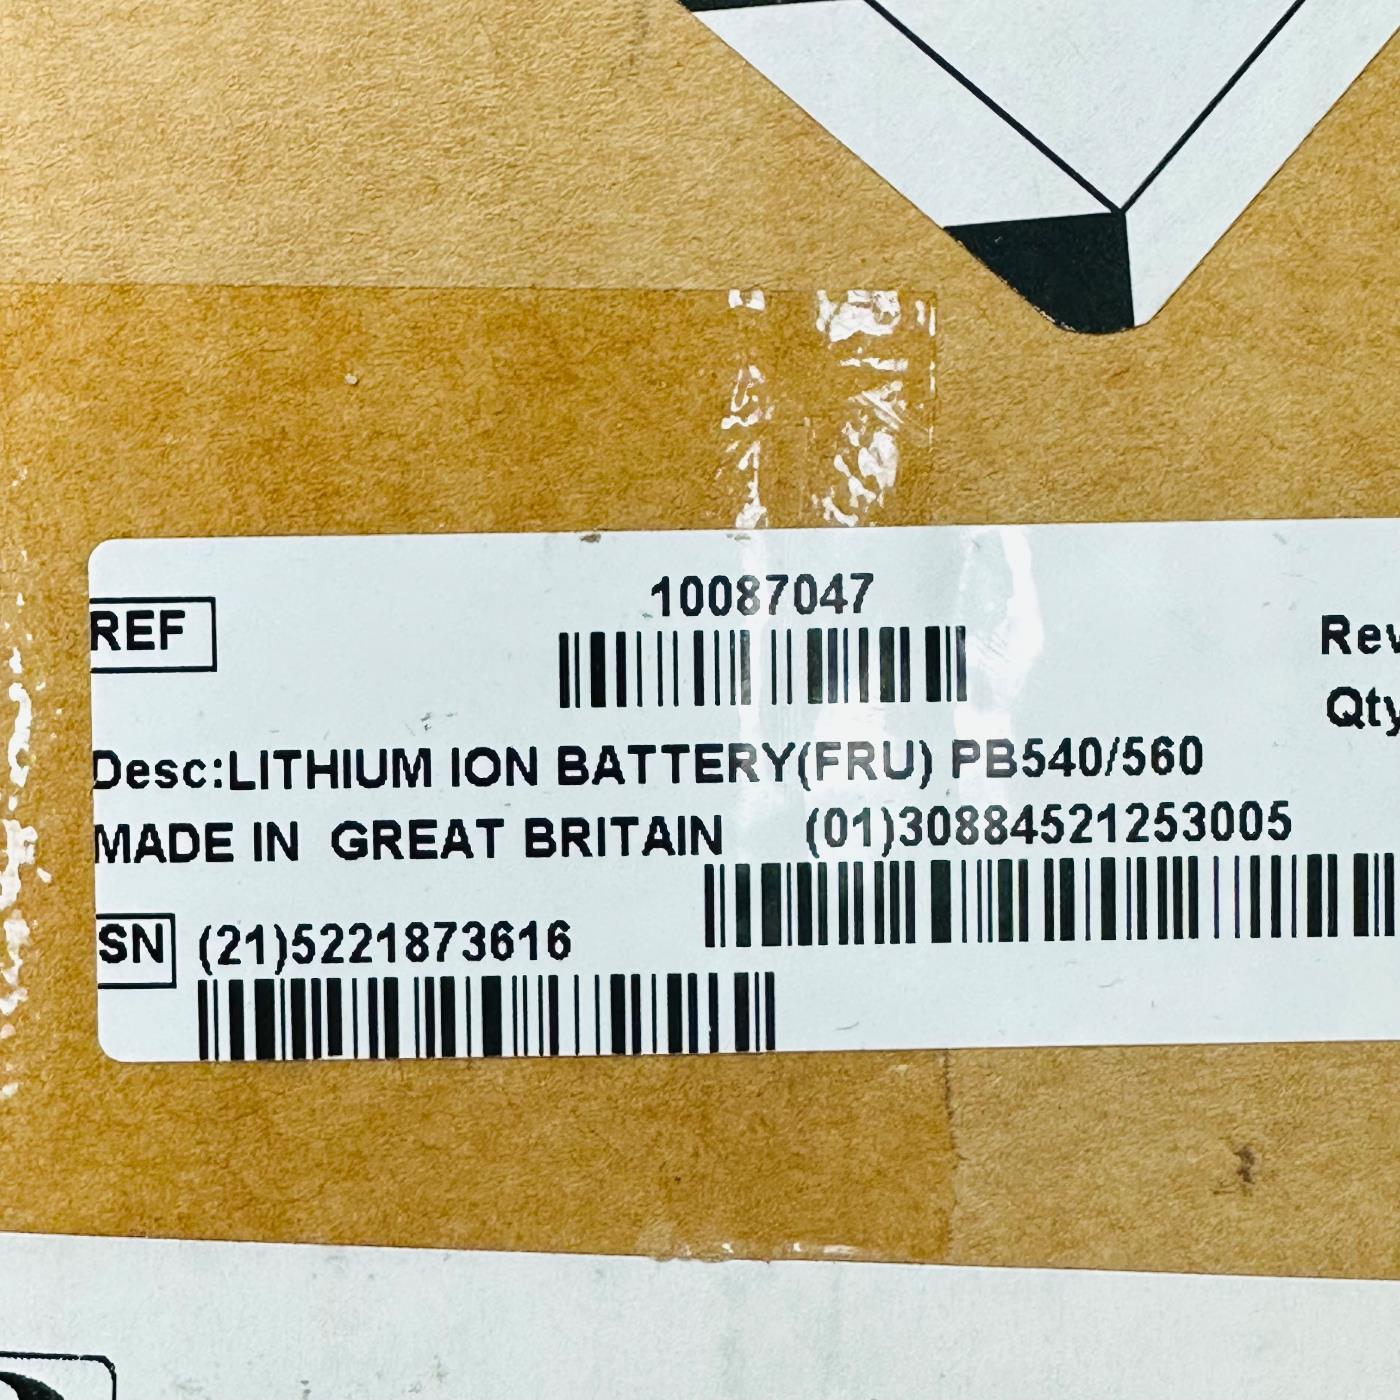 REF
10087047
Rev
Qty
Desc:LITHIUM ION BATTERY(FRU) PB540/560
MADE IN GREAT BRITAIN (01)30884521253005
SN (21)5221873616